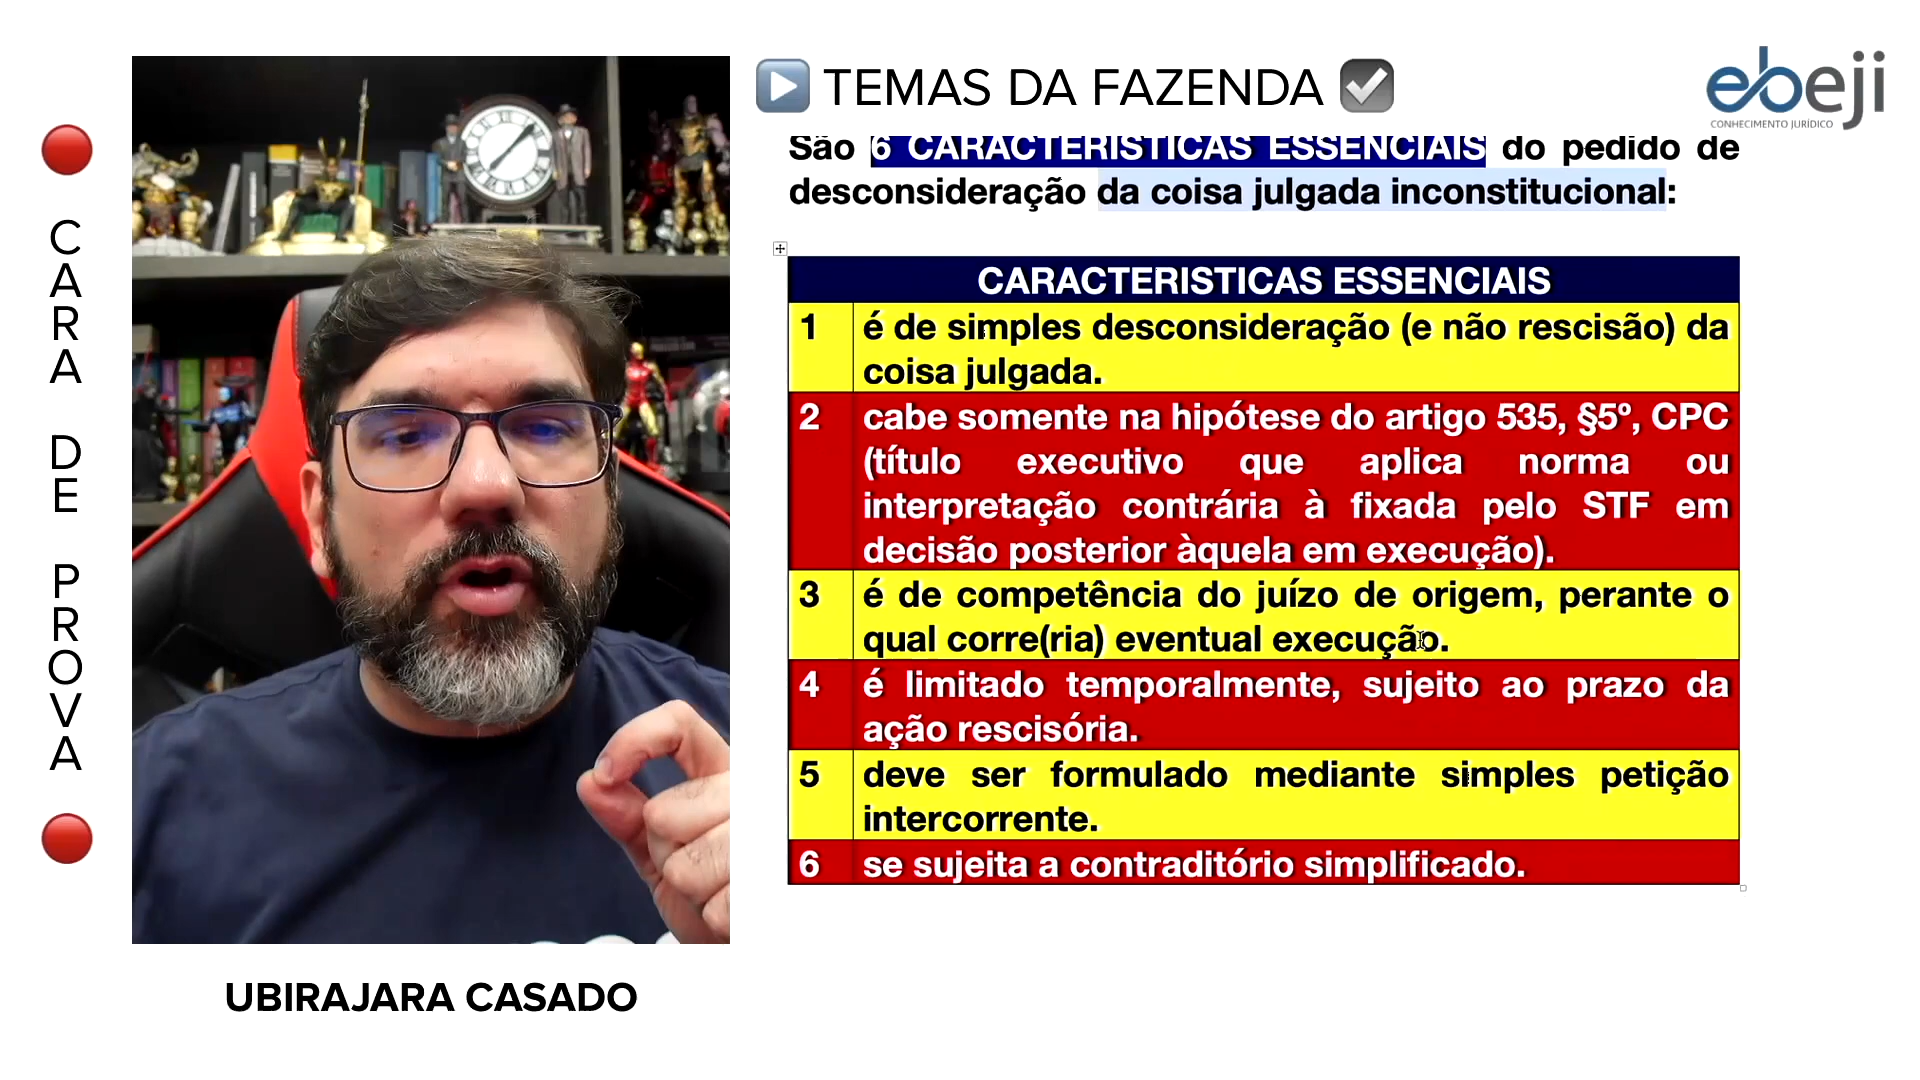 TEMAS DA FAZENDA
ebeji
CONHECIMENTO JURÍDICO
CARA DE PROVA
São 6 CARACTERISTICAS ESSENCIAIS do pedido de
desconsideração da coisa julgada inconstitucional:
CARACTERISTICAS ESSENCIAIS
1 é de simples desconsideração (e não rescisão) da
coisa julgada.
2 cabe somente na hipótese do artigo 535, §5º, CPC
(título executivo que aplica norma ou
interpretação contrária à fixada pelo STF em
decisão posterior àquela em execução).
3 é de competência do juízo de origem, perante o
qual corre(ria) eventual execução.
4 é limitado temporalmente, sujeito ao prazo da
ação rescisória.
5 deve ser formulado mediante simples petição
intercorrente.
6 se sujeita a contraditório simplificado.
UBIRAJARA CASADO